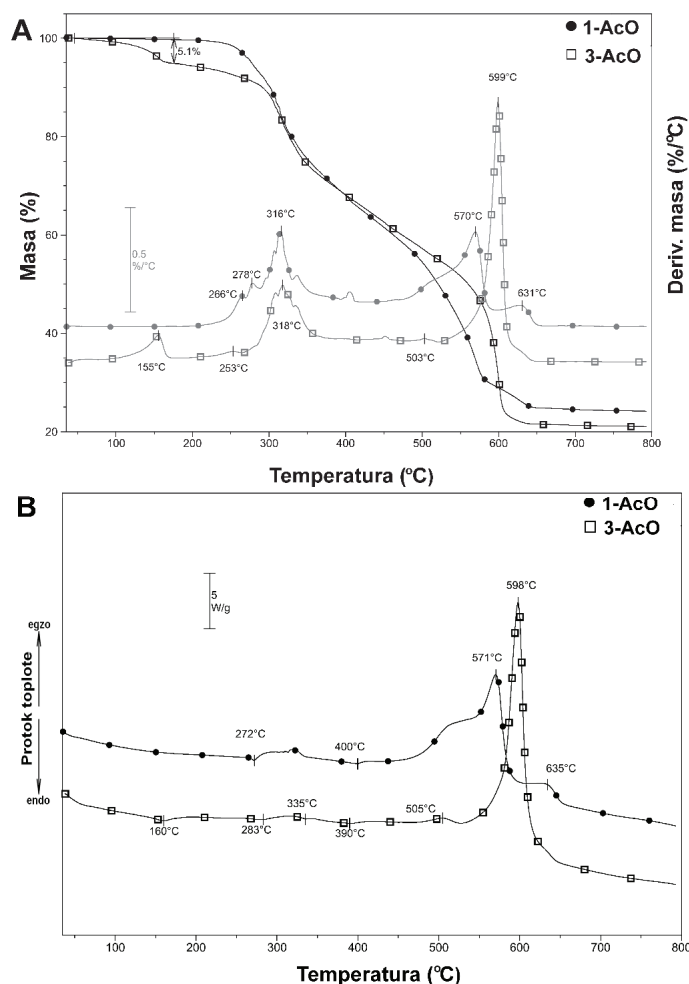 A
1-AcO
3-AcO
100
80
60
40
20
5.1%
599°C
316°C
570°C
0.5
%/°C
278°C
266°C
631°C
318°C
155°C
253°C
503°C
100
200
300
400
500
600
700
800
Masa (%)
Deriv. masa (%/°C)
Temperatura (°C)
B
1-AcO
3-AcO
5
W/g
598°C
egzo
571°C
Protok toplote
272°C
400°C
635°C
endo
335°C
505°C
160°C
283°C
390°C
100
200
300
400
500
600
700
800
Temperatura (°C)